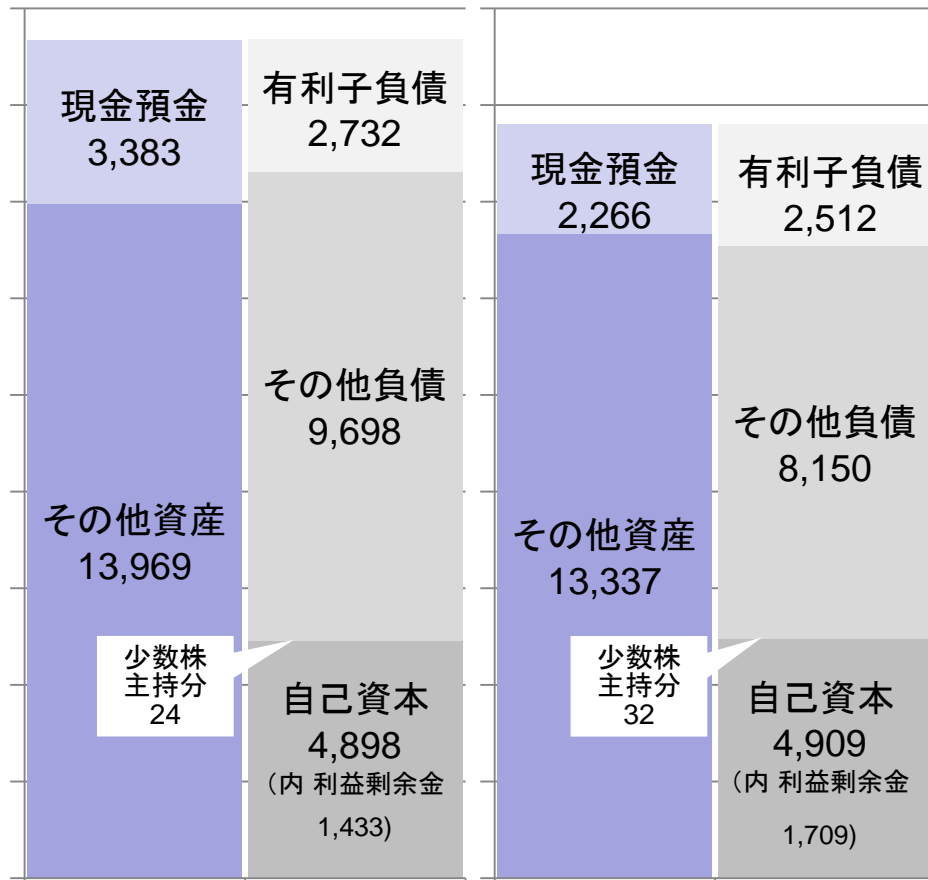 現金預金
3,383
有利子負債
2,732
その他負債
9,698
その他資産
13,969
少数株
主持分
24
自己資本
4,898
（内 利益剰余金
1,433)
現金預金
2,266
有利子負債
2,512
その他負債
8,150
その他資産
13,337
少数株
主持分
32
自己資本
4,909
（内 利益剰余金
1,709)